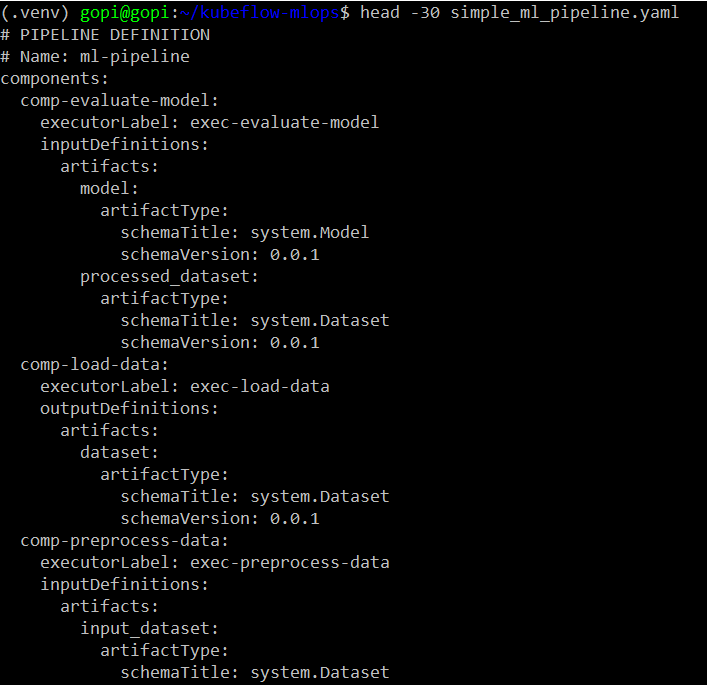 (.venv) gopi@gopi:~/kubeflow-mlops$ head -30 simple_ml_pipeline.yaml
# PIPELINE DEFINITION
# Name: ml-pipeline
components:
  comp-evaluate-model:
    executorLabel: exec-evaluate-model
    inputDefinitions:
      artifacts:
        model:
          artifactType:
            schemaTitle: system.Model
            schemaVersion: 0.0.1
        processed_dataset:
          artifactType:
            schemaTitle: system.Dataset
            schemaVersion: 0.0.1
  comp-load-data:
    executorLabel: exec-load-data
    outputDefinitions:
      artifacts:
        dataset:
          artifactType:
            schemaTitle: system.Dataset
            schemaVersion: 0.0.1
  comp-preprocess-data:
    executorLabel: exec-preprocess-data
    inputDefinitions:
      artifacts:
        input_dataset:
          artifactType:
            schemaTitle: system.Dataset